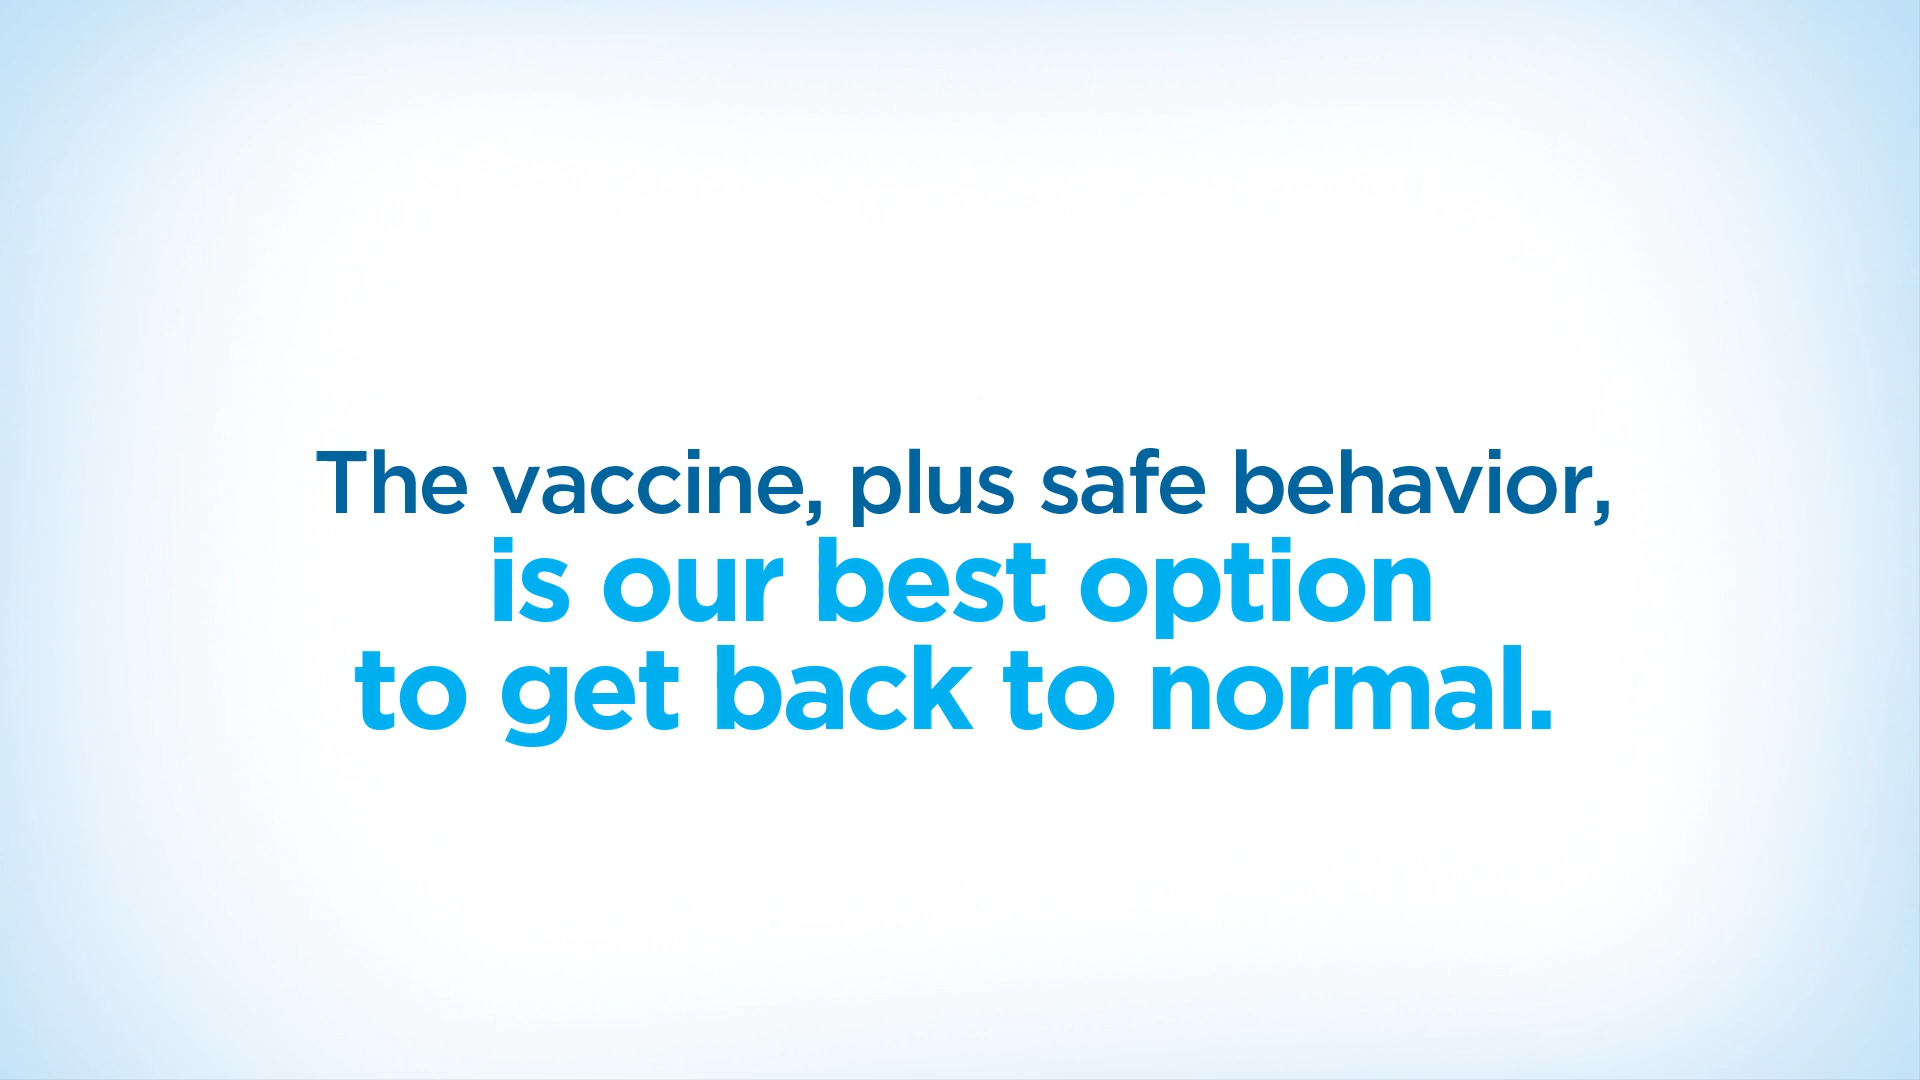 The vaccine, plus safe behavior,
is our best option
to get back to normal.